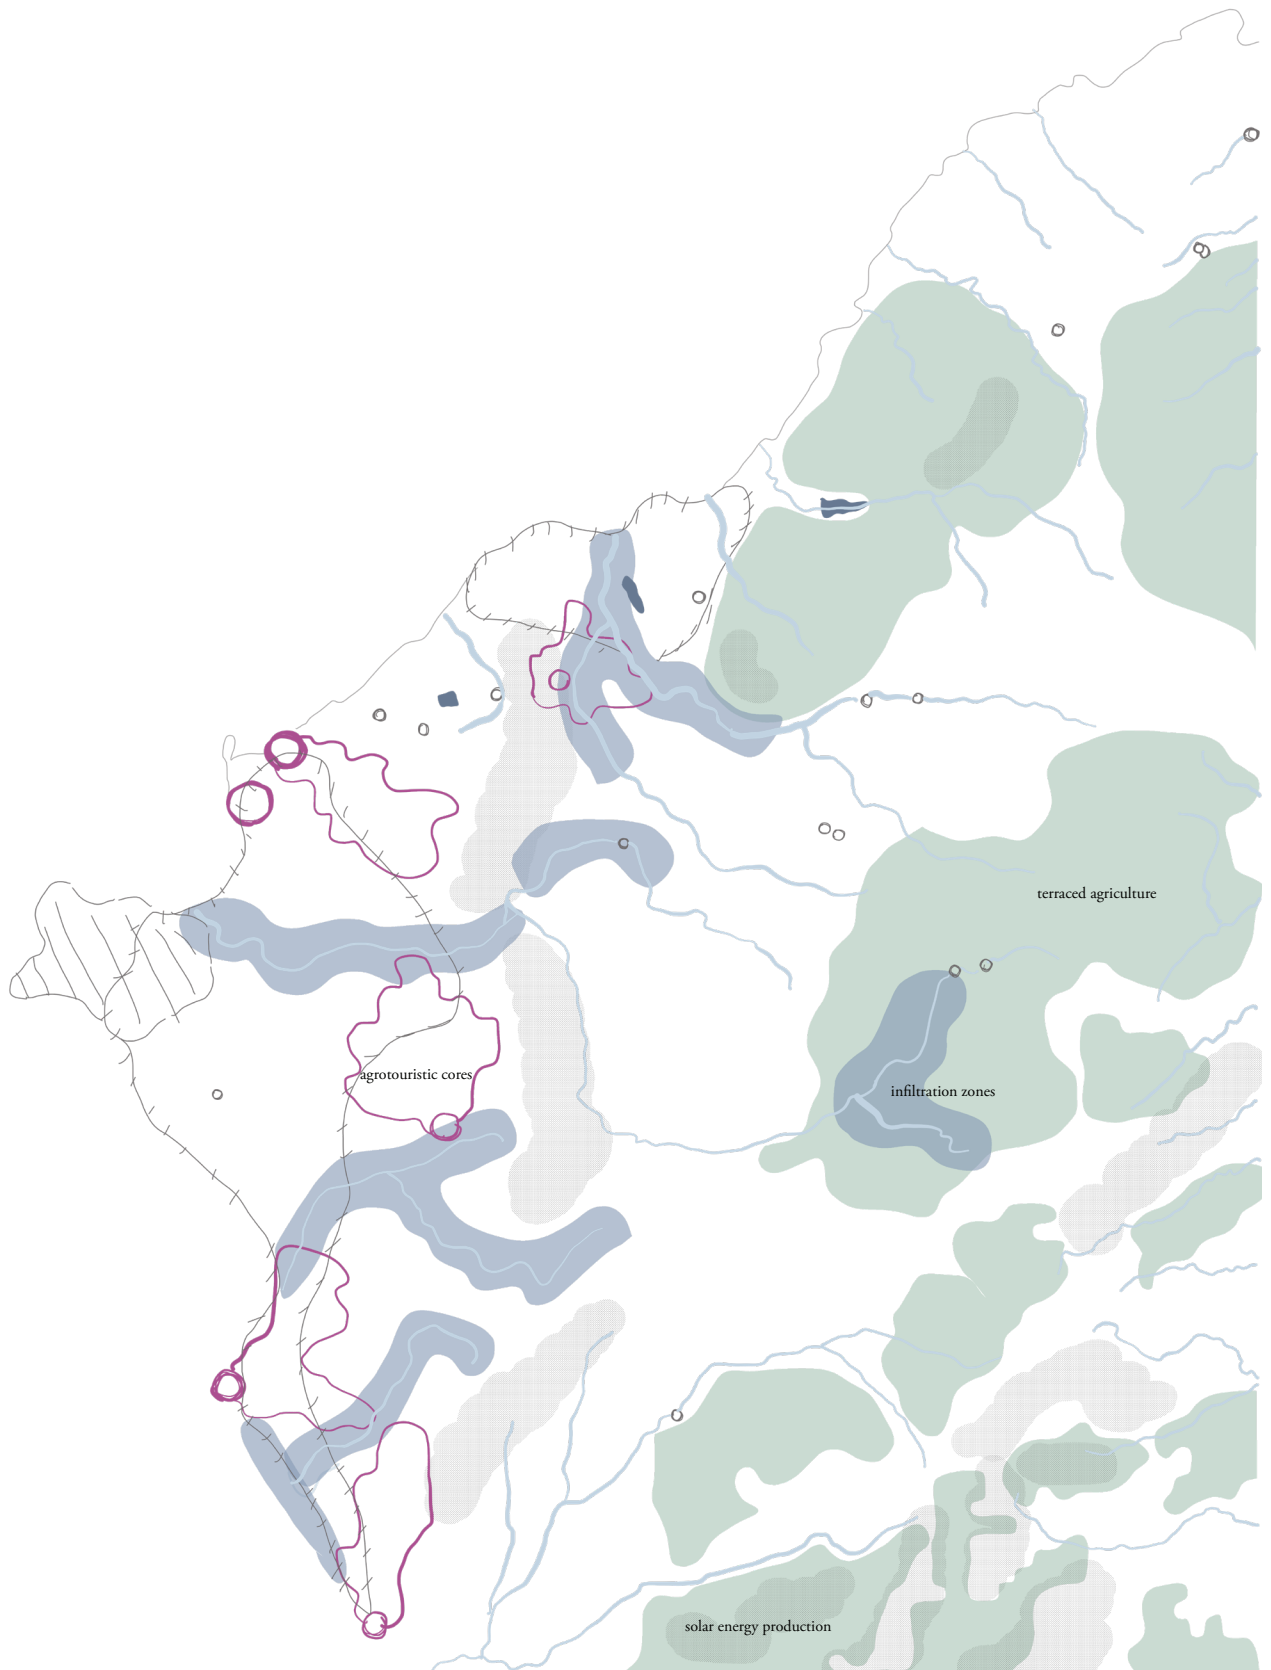 terraced agriculture
agrotouristic cores
infiltration zones
solar energy production